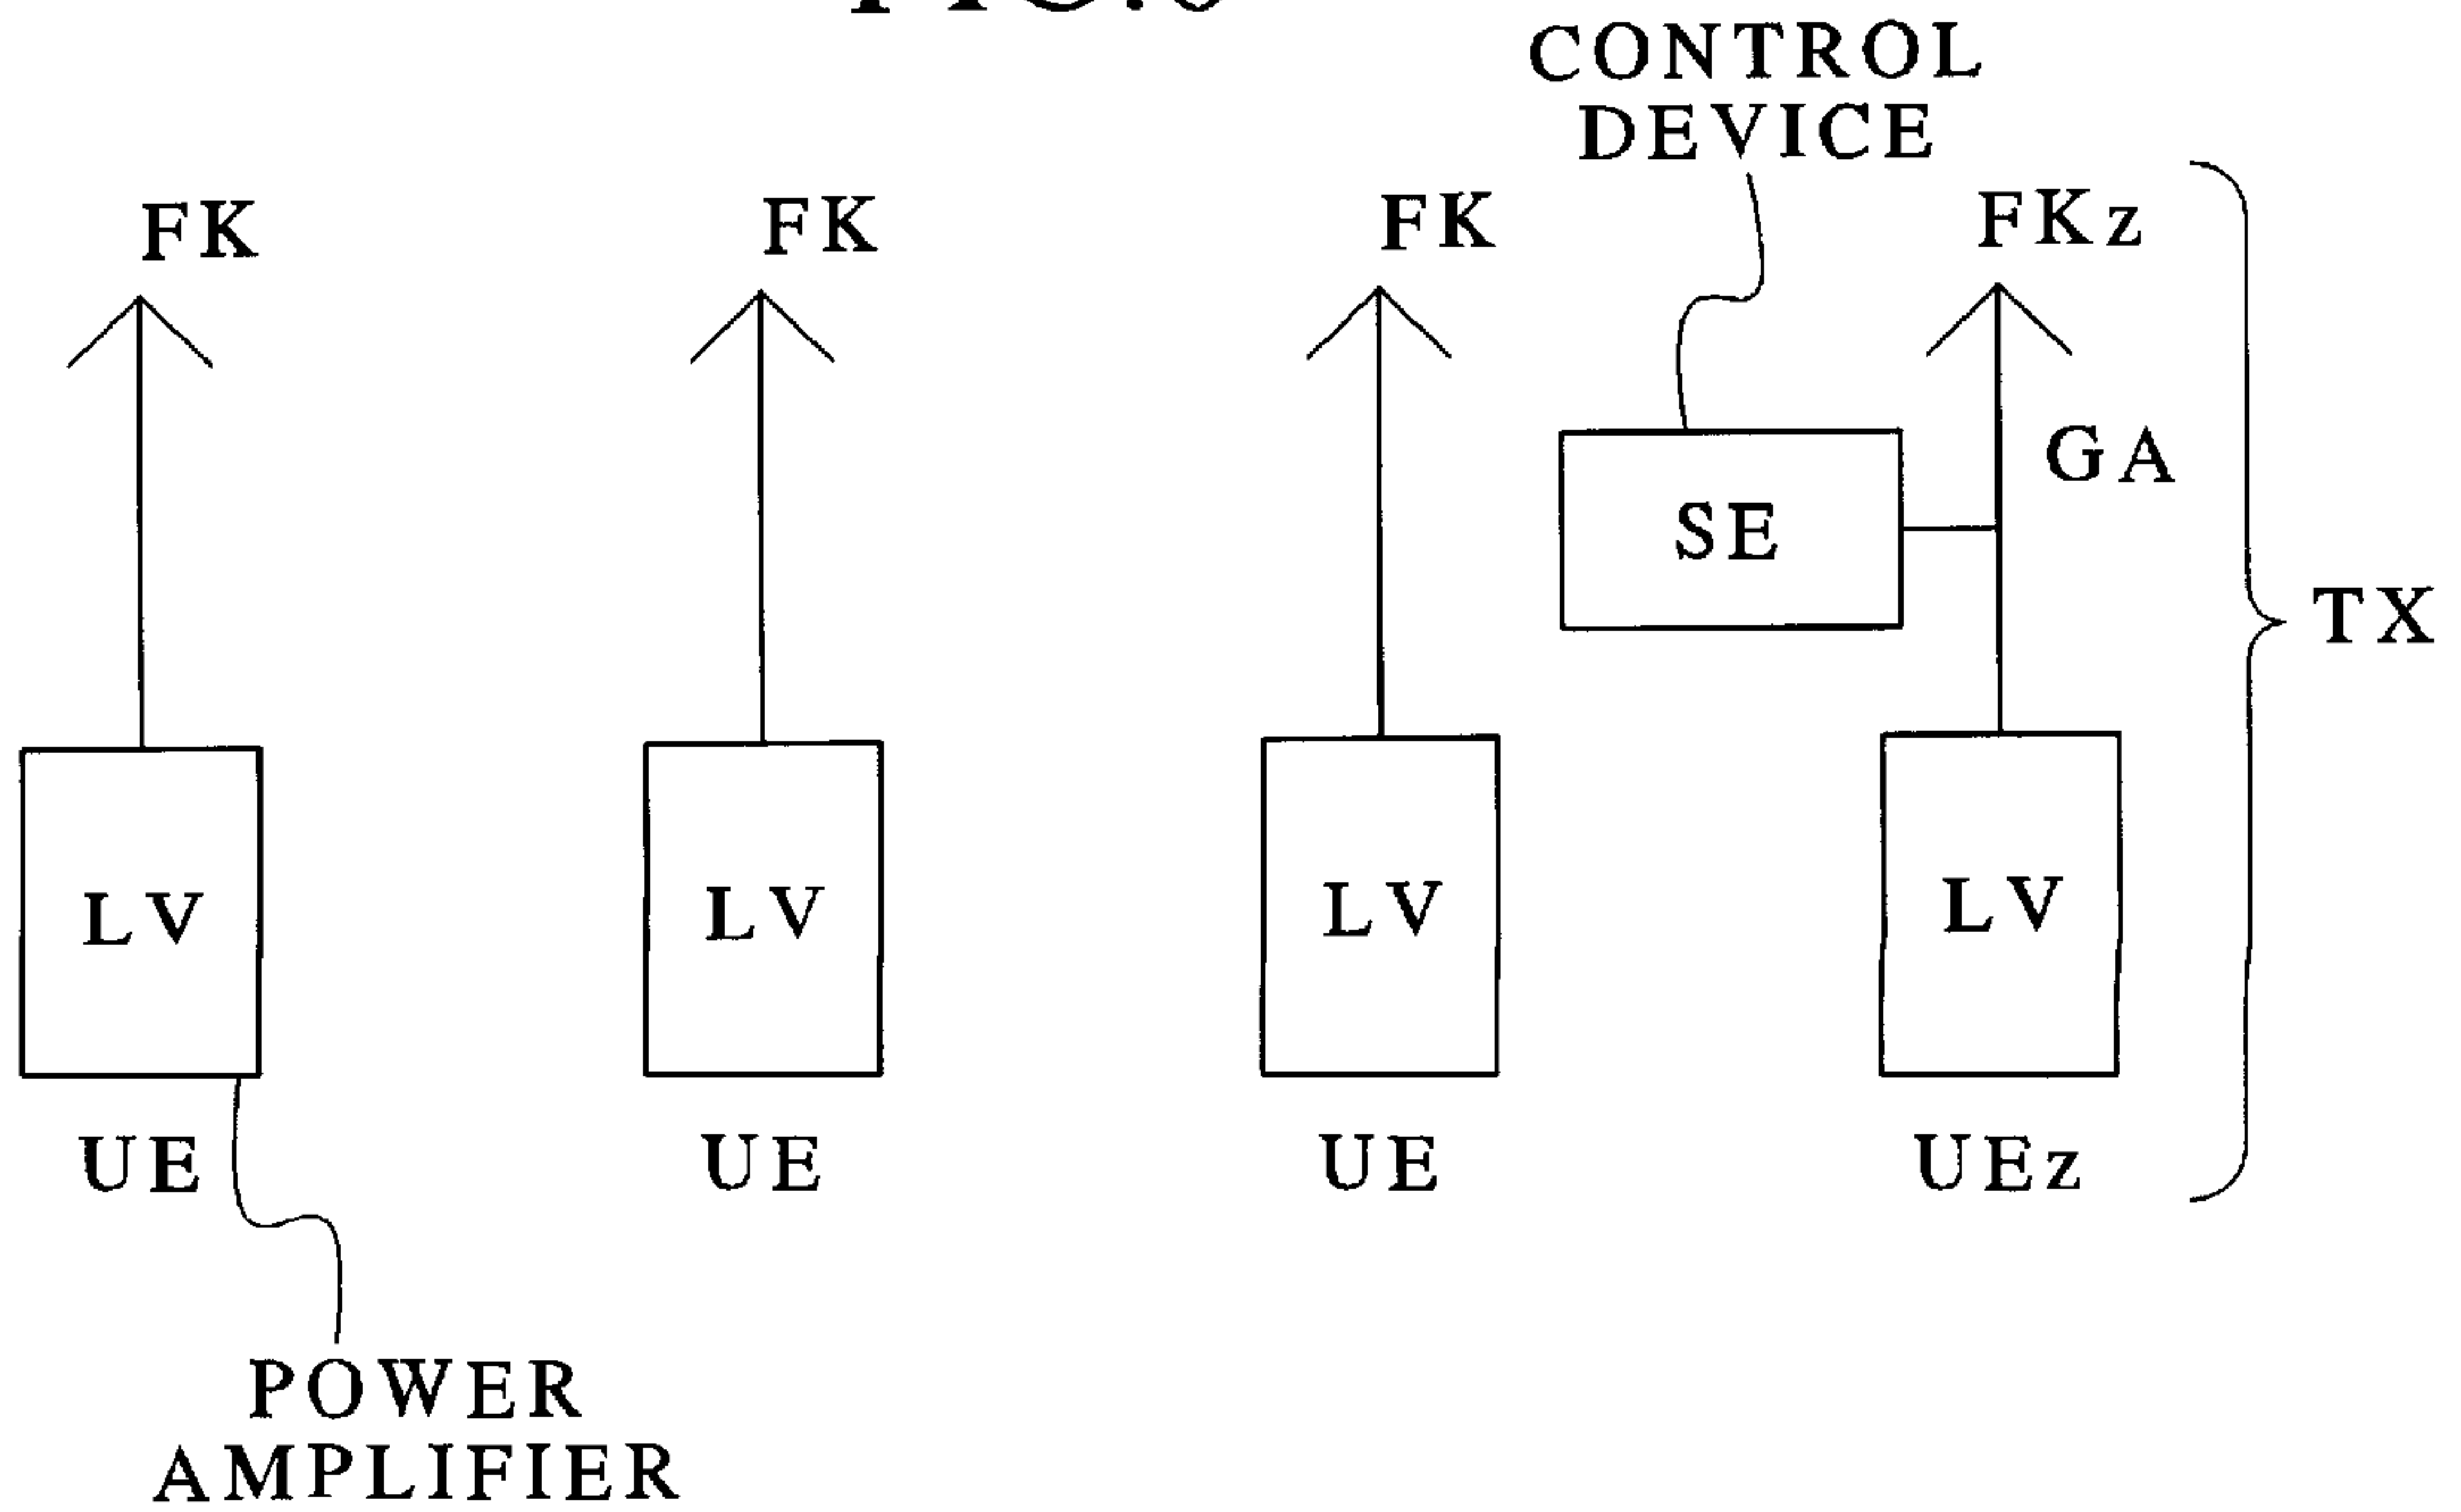 CONTROL
DEVICE
FK FK FK FKz
GA
SE
TX
LV LV LV LV
UE UE UE UEz
POWER
AMPLIFIER